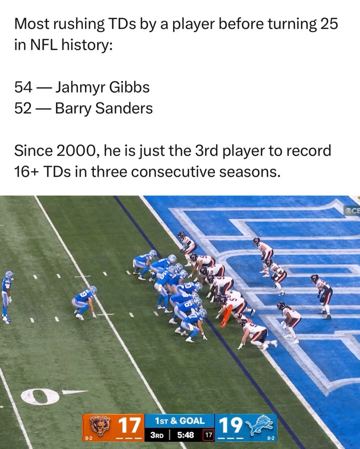 Most rushing TDs by a player before turning 25
in NFL history:
54 — Jahmyr Gibbs
52 — Barry Sanders
Since 2000, he is just the 3rd player to record
16+ TDs in three consecutive seasons.
17
1ST & GOAL
19
3RD
5:48
17